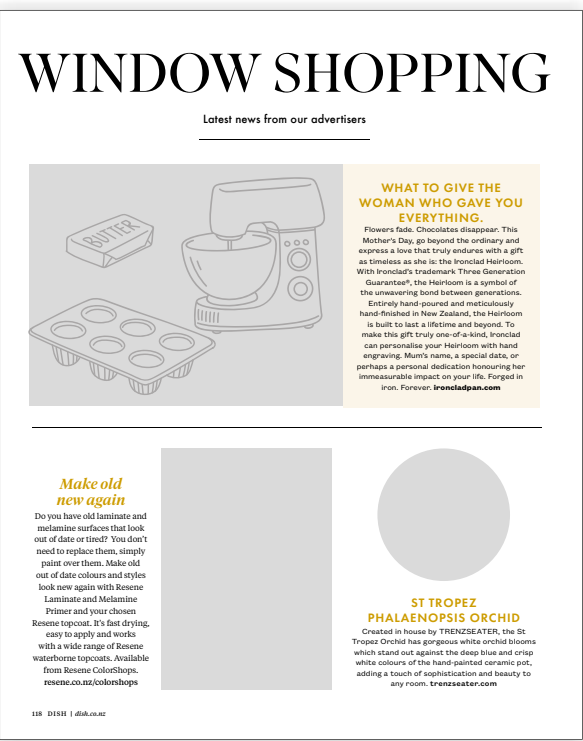 WINDOW SHOPPING
Latest news from our advertisers
BUTTER
WHAT TO GIVE THE
WOMAN WHO GAVE YOU
EVERYTHING.
Flowers fade. Chocolates disappear. This
Mother's Day, go beyond the ordinary and
express a love that truly endures with a gift
as timeless as she is: the Ironclad Heirloom.
With Ironclad's trademark Three Generation
Guarantee®, the Heirloom is a symbol of
the unwavering bond between generations.
Entirely hand-poured and meticulously
hand-finished in New Zealand, the Heirloom
is built to last a lifetime and beyond. To
make this gift truly one-of-a-kind, Ironclad
can personalise your Heirloom with hand
engraving. Mum's name, a special date, or
perhaps a personal dedication honouring her
immeasurable impact on your life. Forged in
iron. Forever. ironcladpan.com
Make old
new again
Do you have old laminate and
melamine surfaces that look
out of date or tired? You don't
need to replace them, simply
paint over them. Make old
out of date colours and styles
look new again with Resene
Laminate and Melamine
Primer and your chosen
Resene topcoat. It's fast drying,
easy to apply and works
with a wide range of Resene
waterborne topcoats. Available
from Resene ColorShops.
resene.co.nz/colorshops
ST TROPEZ
PHALAENOPSIS ORCHID
Created in house by TRENZSEATER, the St
Tropez Orchid has gorgeous white orchid blooms
which stand out against the deep blue and crisp
white colours of the hand-painted ceramic pot,
adding a touch of sophistication and beauty to
any room. trenzseater.com
118 DISH | dish.co.nz